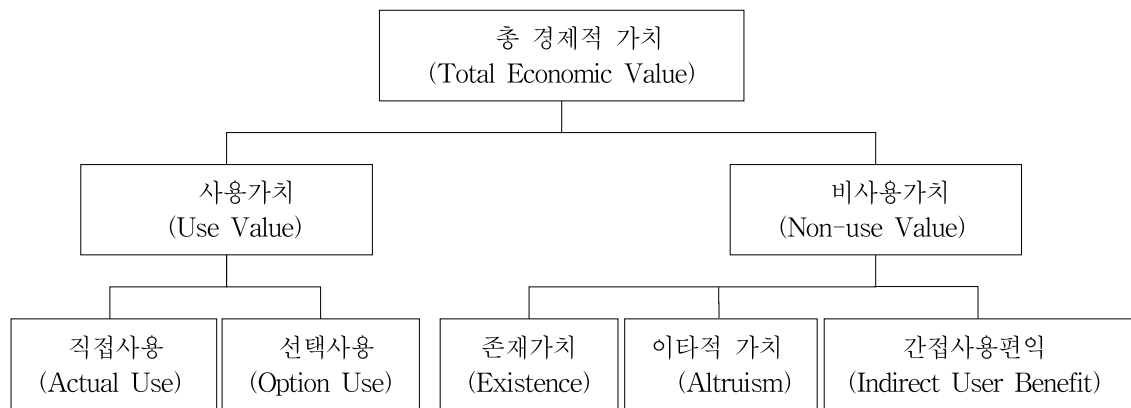 총 경제적 가치
(Total Economic Value)
사용가치
(Use Value)
비사용가치
(Non-use Value)
직접사용
(Actual Use)
선택사용
(Option Use)
존재가치
(Existence)
이타적 가치
(Altruism)
간접사용편익
(Indirect User Benefit)